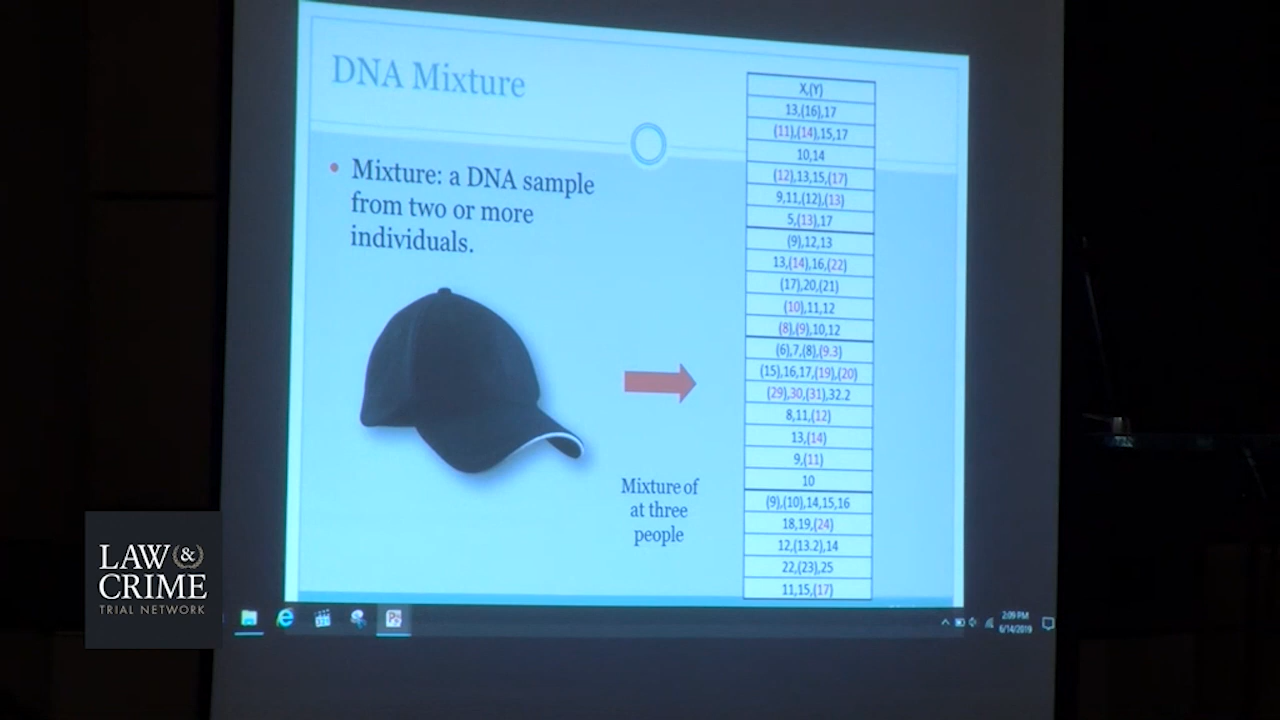 DNA Mixture
• Mixture: a DNA sample
from two or more
individuals.
Mixture of
at three
people
X,(Y)
13,(16),17
(11),(14),15,17
10,14
(12),13,15,(17)
9,11,(12),(13)
5,(13),17
(9),12,13
13,(14),16,(22)
(17),20,(21)
(10),11,12
(8),(9),10,12
(6),7,(8),(9.3)
(15),16,17,(19),(20)
(29),30,(31),32.2
8,11,(12)
13,(14)
9,(11)
10
(9),(10),14,15,16
18,19,(24)
12,(13.2),14
22,(23),25
11,15,(17)
LAW &
CRIME
TRIAL NETWORK
2:09 PM
6/14/2019